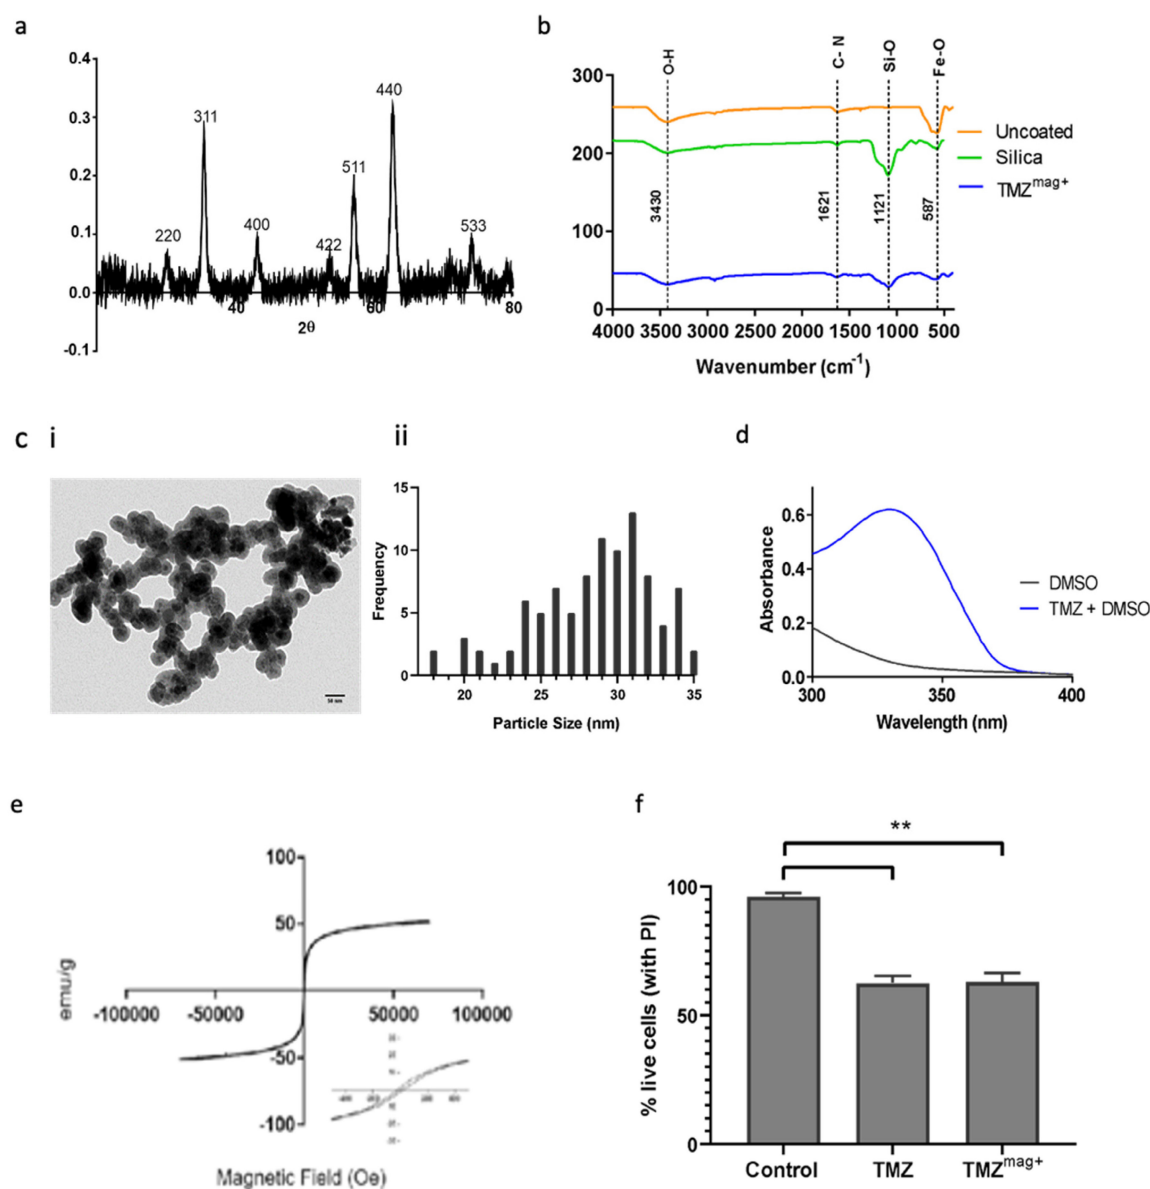 a
0.4
0.3
0.2
0.1
0.0
-0.1
220
311
400
422
511
440
533
40
60
80
2θ
b
O-H
C- N
Si-O
Fe-O
300
200
100
0
3430
1621
1121
587
Uncoated
Silica
TMZmag+
4000 3500 3000 2500 2000 1500 1000 500
Wavenumber (cm-1)
c i
ii
15
10
5
0
Frequency
20 25 30 35
Particle Size (nm)
d
0.6
0.4
0.2
0.0
Absorbance
DMSO
TMZ + DMSO
300 350 400
Wavelength (nm)
e
100
50
-50
-100
emu/g
-100000 -50000 50000 100000
Magnetic Field (Oe)
f
**
100
50
0
% live cells (with PI)
Control TMZ TMZmag+